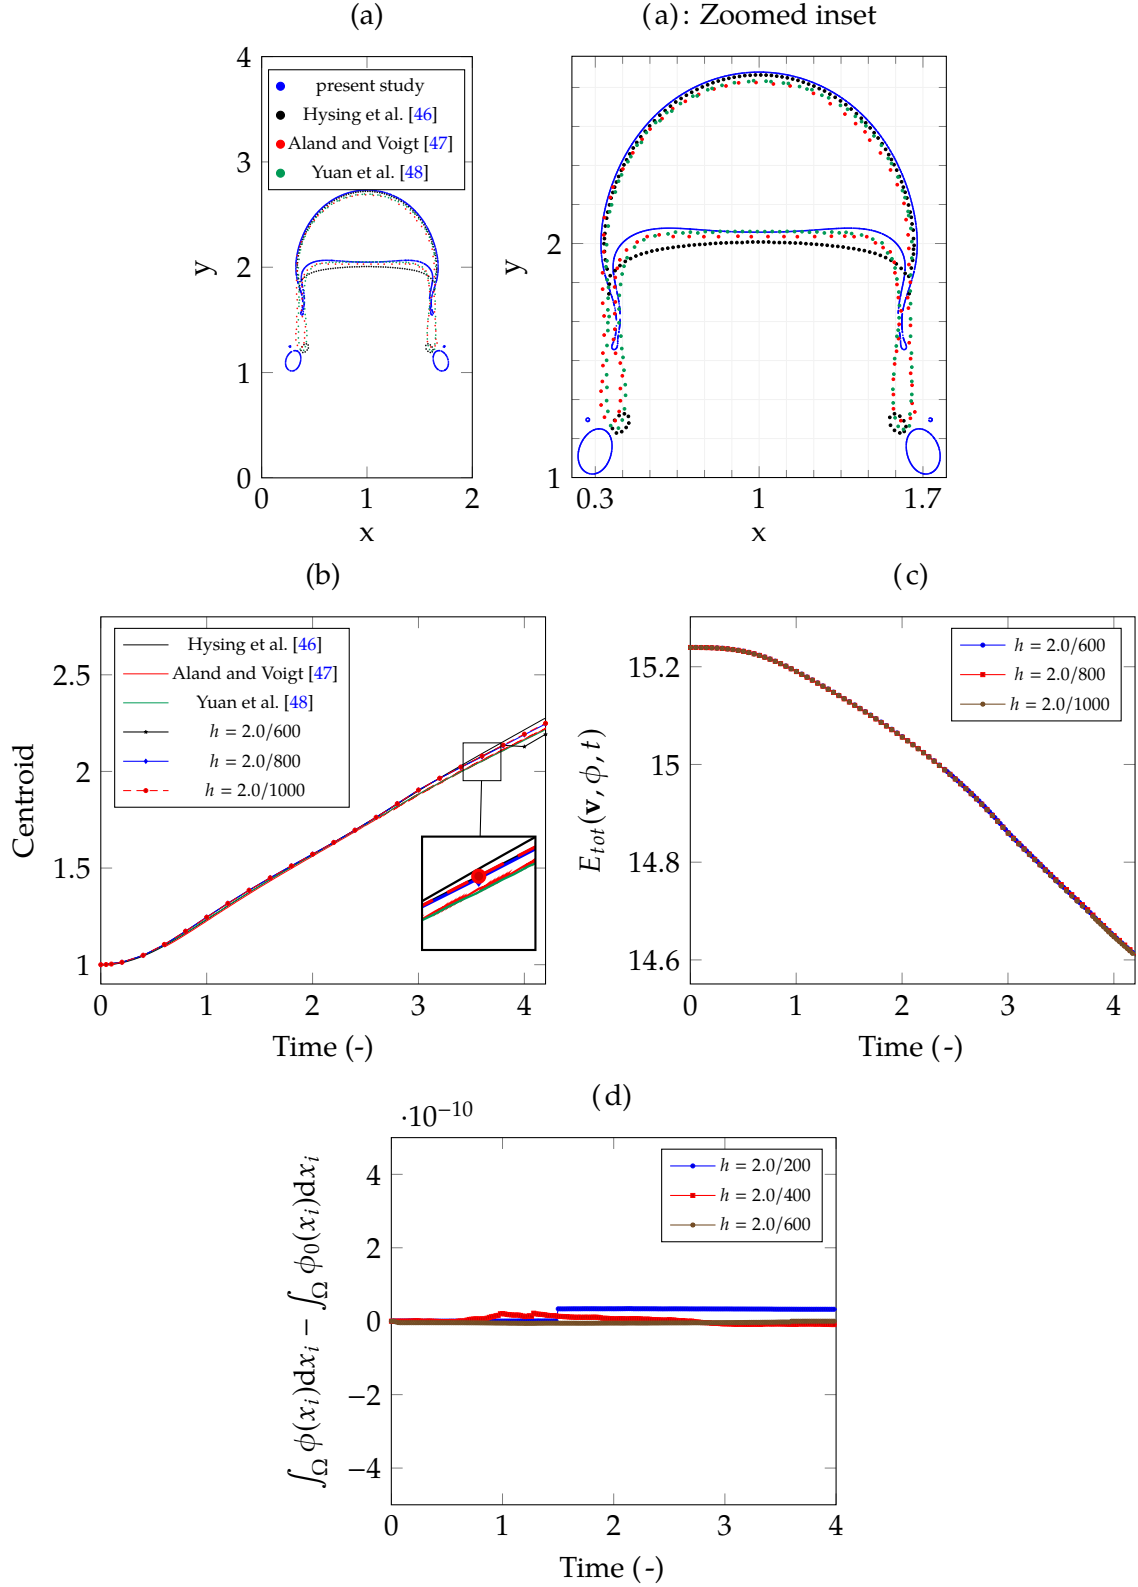 (a)
(a): Zoomed inset
4
3
2
1
0
y
present study
Hysing et al. [46]
Aland and Voigt [47]
Yuan et al. [48]
0 1 2
x
2
1
y
0.3 1 1.7
x
(b)
(c)
2.5
2
1.5
1
Centroid
Hysing et al. [46]
Aland and Voigt [47]
Yuan et al. [48]
h = 2.0/600
h = 2.0/800
h = 2.0/1000
0 1 2 3 4
Time (-)
15.2
15
14.8
14.6
E_{tot}(v, ϕ, t)
h = 2.0/600
h = 2.0/800
h = 2.0/1000
0 1 2 3 4
Time (-)
(d)
·10^{−10}
4
2
0
−2
−4
∫_Ω ϕ(x_i)dx_i − ∫_Ω ϕ_0(x_i)dx_i
h = 2.0/200
h = 2.0/400
h = 2.0/600
0 1 2 3 4
Time (-)